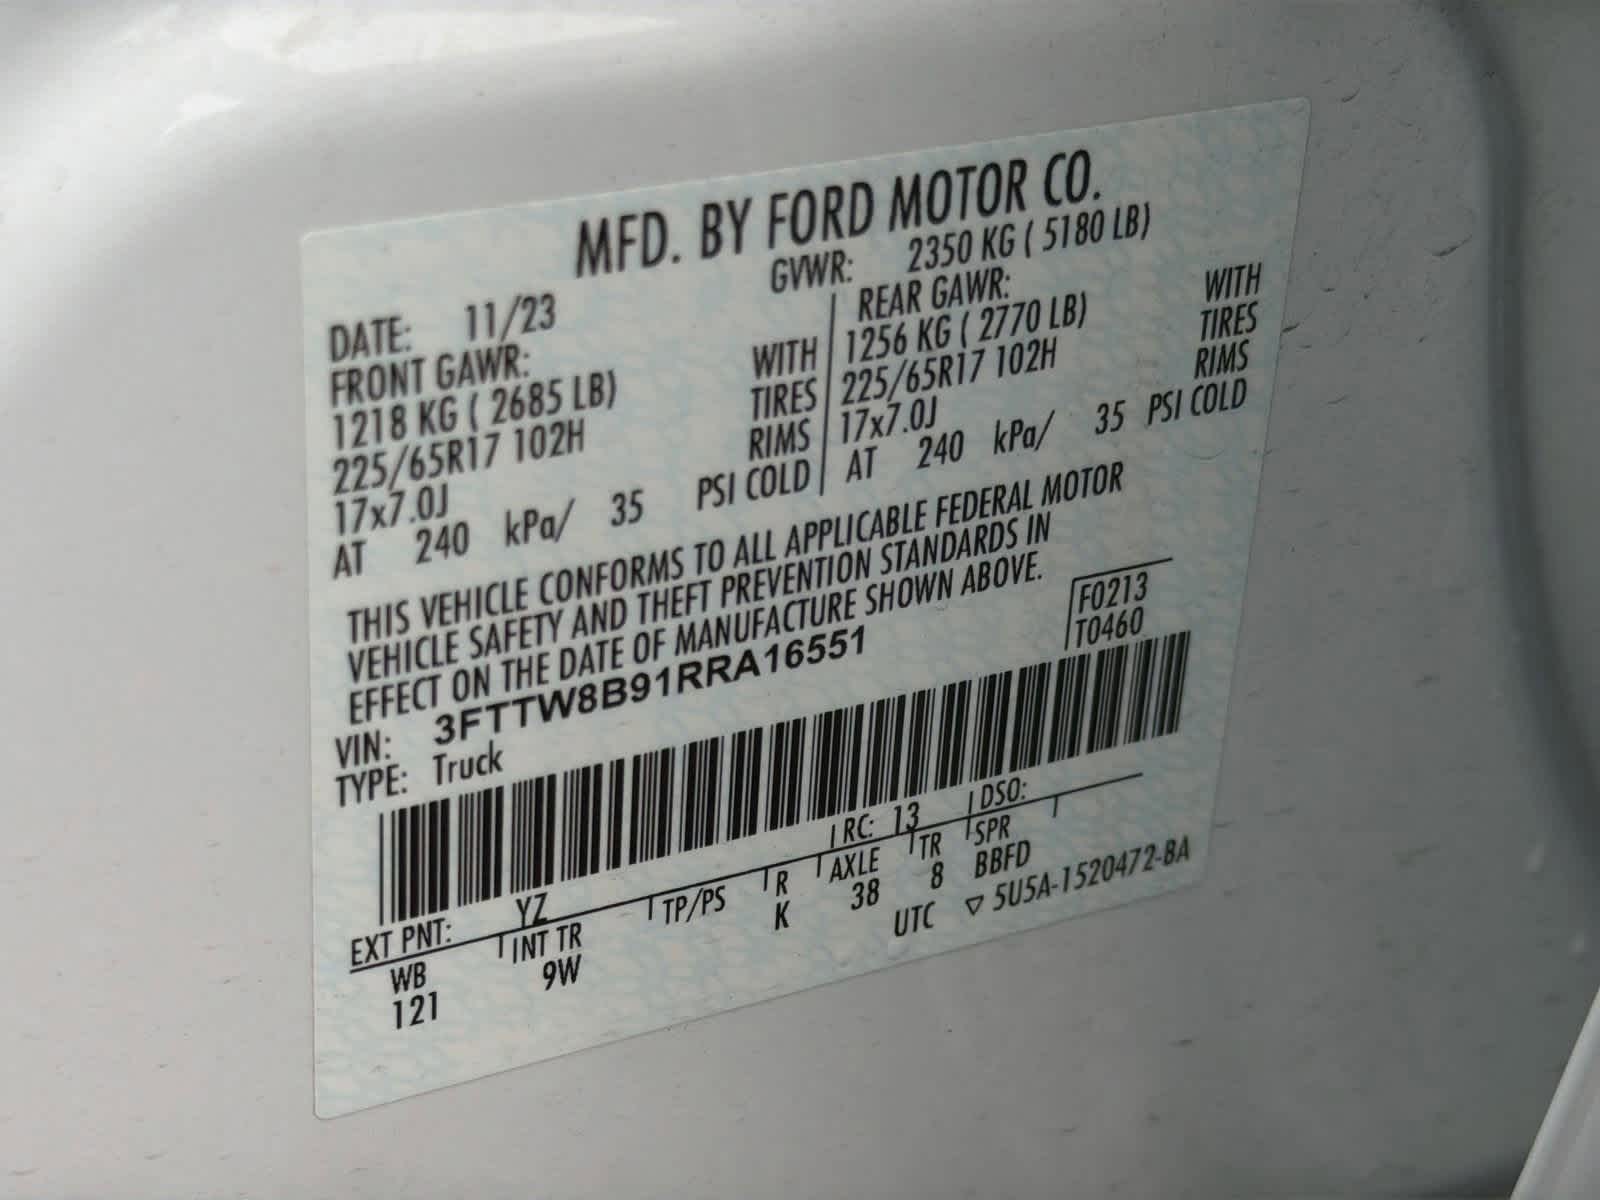 MFD. BY FORD MOTOR CO.
DATE: 11/23 GVWR: 2350 KG ( 5180 LB)
FRONT GAWR: REAR GAWR:
1218 KG ( 2685 LB) WITH 1256 KG ( 2770 LB) WITH
225/65R17 102H TIRES 225/65R17 102H TIRES
17x7.0J RIMS 17x7.0J RIMS
AT 240 kPa/ 35 PSI COLD AT 240 kPa/ 35 PSI COLD
THIS VEHICLE CONFORMS TO ALL APPLICABLE FEDERAL MOTOR
VEHICLE SAFETY AND THEFT PREVENTION STANDARDS IN
EFFECT ON THE DATE OF MANUFACTURE SHOWN ABOVE.
F0213
VIN: 3FTTW8B91RRA16551 T0460
TYPE: Truck
EXT PNT: YZ RC: 13 DSO:
WB INT TR TP/PS R AXLE TR SPR
121 9W K 38 8 BBFD
UTC ▽ 5U5A-1520472-BA